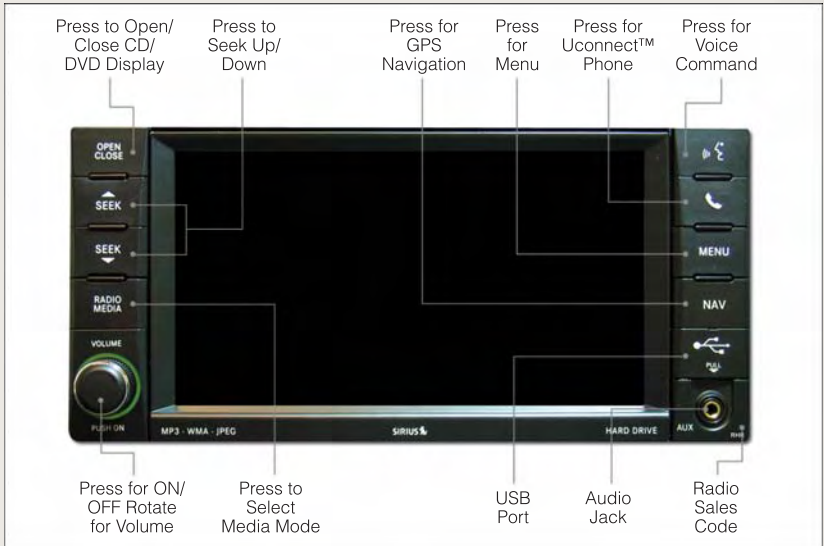 Press to Open/
Close CD/
DVD Display
Press to
Seek Up/
Down
Press for
GPS
Navigation
Press
for
Menu
Press for
Uconnect™
Phone
Press for
Voice
Command
OPEN
CLOSE
SEEK
SEEK
RADIO
MEDIA
VOLUME
PUSH ON
MP3 - WMA - JPEG
SIRIUS
HARD DRIVE
MENU
NAV
PULL
AUX
RHR
Press for ON/
OFF Rotate
for Volume
Press to
Select
Media Mode
USB
Port
Audio
Jack
Radio
Sales
Code